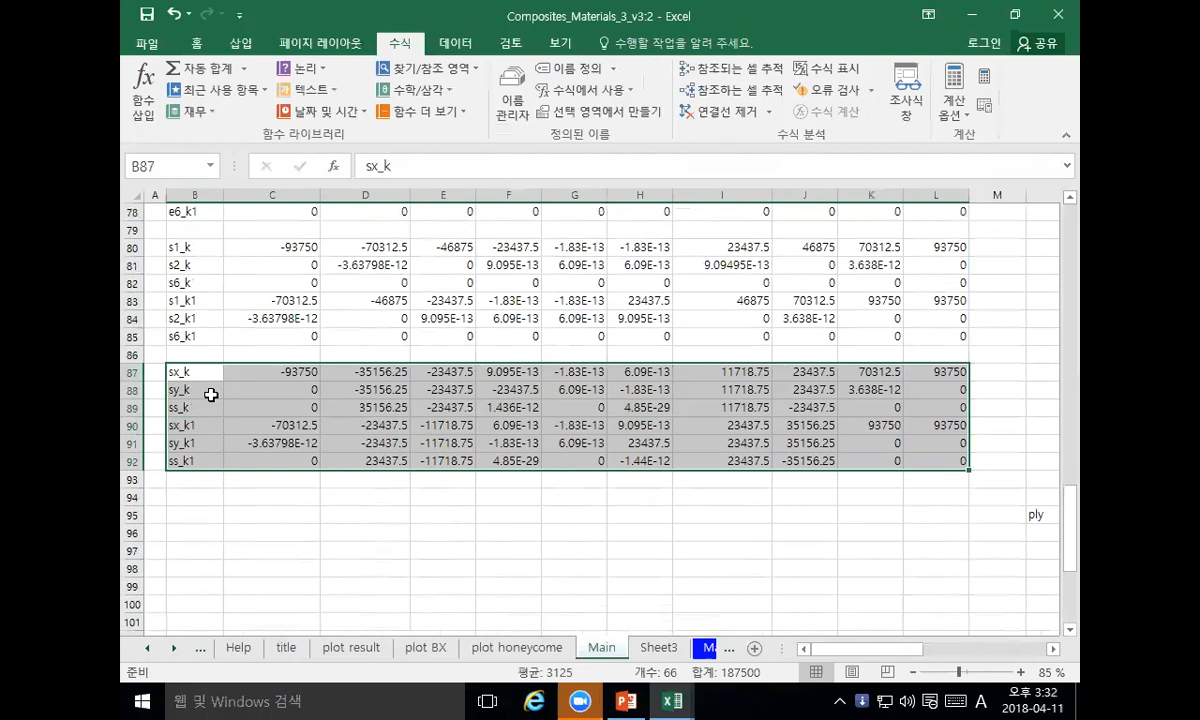 Composites_Materials_3_v3:2 - Excel
파일 홈 삽입 페이지 레이아웃 수식 데이터 검토 보기 수행할 작업을 알려 주세요. 로그인 공유
함수 삽입
자동 합계
최근 사용 항목
재무
논리
텍스트
날짜 및 시간
찾기/참조 영역
수학/삼각
함수 더 보기
함수 라이브러리
이름 관리자
이름 정의
수식에서 사용
선택 영역에서 만들기
정의된 이름
참조되는 셀 추적
참조하는 셀 추적
연결선 제거
수식 표시
오류 검사
수식 계산
조사식 창
수식 분석
계산 옵션
계산
B87 fx sx_k
A B C D E F G H I J K L M
78 e6_k1 0 0 0 0 0 0 0 0 0 0
79
80 s1_k -93750 -70312.5 -46875 -23437.5 -1.83E-13 -1.83E-13 23437.5 46875 70312.5 93750
81 s2_k 0 -3.63798E-12 0 9.095E-13 6.09E-13 6.09E-13 9.09495E-13 0 3.638E-12 0
82 s6_k 0 0 0 0 0 0 0 0 0 0
83 s1_k1 -70312.5 -46875 -23437.5 -1.83E-13 -1.83E-13 23437.5 46875 70312.5 93750 93750
84 s2_k1 -3.63798E-12 0 9.095E-13 6.09E-13 6.09E-13 9.095E-13 0 3.638E-12 0 0
85 s6_k1 0 0 0 0 0 0 0 0 0 0
86
87 sx_k -93750 -35156.25 -23437.5 9.095E-13 -1.83E-13 6.09E-13 11718.75 23437.5 70312.5 93750
88 sy_k 0 -35156.25 -23437.5 -23437.5 6.09E-13 -1.83E-13 11718.75 23437.5 3.638E-12 0
89 ss_k 0 35156.25 -23437.5 1.436E-12 0 4.85E-29 11718.75 -23437.5 0 0
90 sx_k1 -70312.5 -23437.5 -11718.75 6.09E-13 -1.83E-13 9.095E-13 23437.5 35156.25 93750 93750
91 sy_k1 -3.63798E-12 -23437.5 -11718.75 -1.83E-13 6.09E-13 23437.5 23437.5 35156.25 0 0
92 ss_k1 0 23437.5 -11718.75 4.85E-29 0 -1.44E-12 23437.5 -35156.25 0 0
93
94
95 ply
96
97
98
99
100
101
... Help title plot result plot BX plot honeycome Main Sheet3 ...
준비 평균: 3125 개수: 66 합계: 187500 85 %
웹 및 Windows 검색 A 오후 3:32
2018-04-11